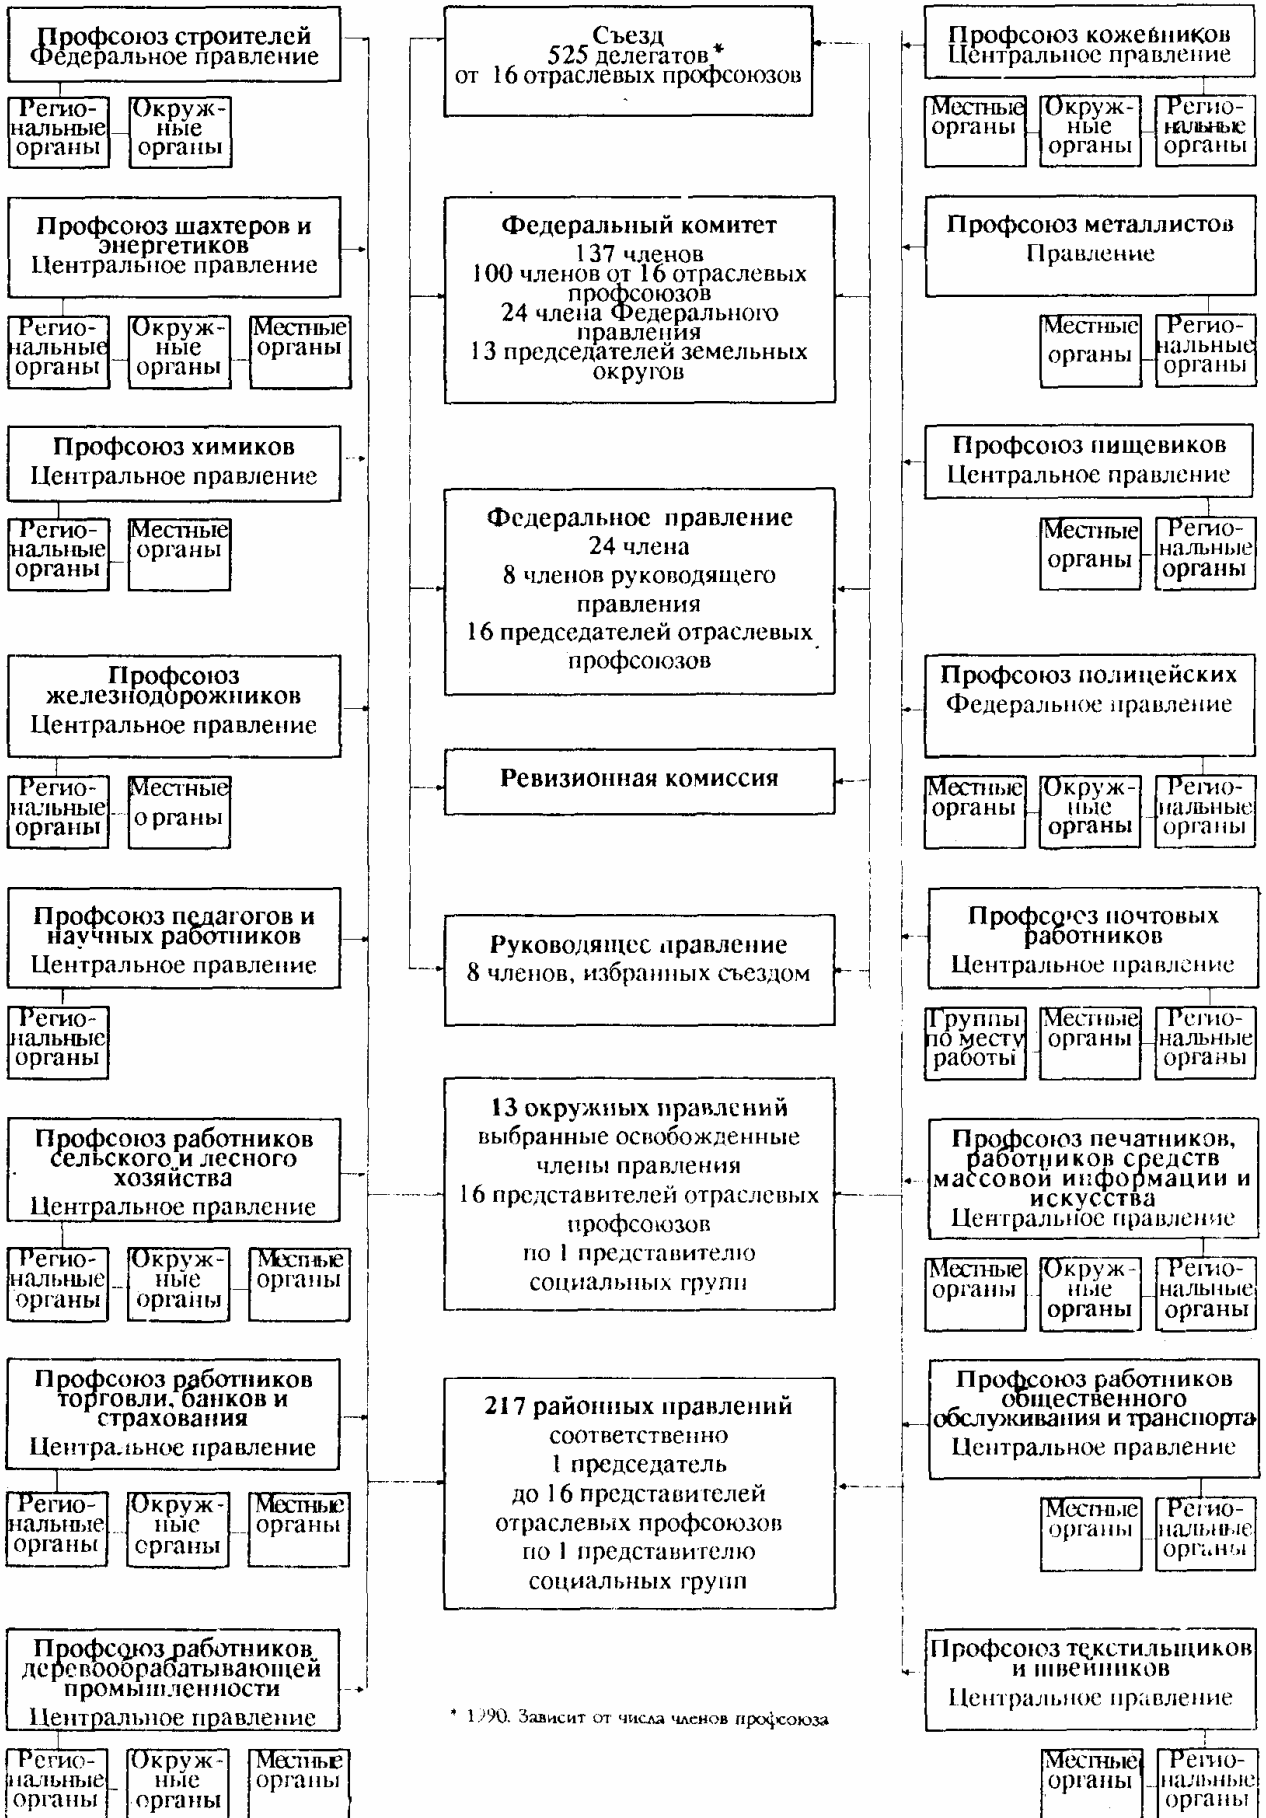 Профсоюз строителей
Федеральное правление
Регио-
нальные
органы
Окруж-
ные
органы
Профсоюз шахтеров и
энергетиков
Центральное правление
Регио-
нальные
органы
Окруж-
ные
органы
Местные
органы
Профсоюз химиков
Центральное правление
Регио-
нальные
органы
Местные
органы
Профсоюз
железнодорожников
Центральное правление
Регио-
нальные
органы
Местные
органы
Профсоюз педагогов и
научных работников
Центральное правление
Регио-
нальные
органы
Профсоюз работников
сельского и лесного
хозяйства
Центральное правление
Регио-
нальные
органы
Окруж-
ные
органы
Местные
органы
Профсоюз работников
торговли, банков и
страхования
Центральное правление
Регио-
нальные
органы
Окруж-
ные
органы
Местные
органы
Профсоюз работников
деревообрабатывающей
промышленности
Центральное правление
Регио-
нальные
органы
Окруж-
ные
органы
Местные
органы
Съезд
525 делегатов*
от 16 отраслевых профсоюзов
Федеральный комитет
137 членов
100 членов от 16 отраслевых
профсоюзов
24 члена Федерального
правления
13 председателей земельных
округов
Федеральное правление
24 члена
8 членов руководящего
правления
16 председателей отраслевых
профсоюзов
Ревизионная комиссия
Руководящее правление
8 членов, избранных съездом
13 окружных правлений
выбранные освобожденные
члены правления
16 представителей отраслевых
профсоюзов
по 1 представителю
социальных групп
217 районных правлений
соответственно
1 председатель
до 16 представителей
отраслевых профсоюзов
по 1 представителю
социальных групп
* 1990. Зависит от числа членов профсоюза
Профсоюз кожевников
Центральное правление
Местные
органы
Окруж-
ные
органы
Регио-
нальные
органы
Профсоюз металлистов
Правление
Местные
органы
Регио-
нальные
органы
Профсоюз пищевиков
Центральное правление
Местные
органы
Регио-
нальные
органы
Профсоюз полицейских
Федеральное правление
Местные
органы
Окруж-
ные
органы
Регио-
нальные
органы
Профсоюз почтовых
работников
Центральное правление
Группы
по месту
работы
Местные
органы
Регио-
нальные
органы
Профсоюз печатников,
работников средств
массовой информации и
искусства
Центральное правление
Местные
органы
Окруж-
ные
органы
Регио-
нальные
органы
Профсоюз работников
общественного
обслуживания и транспорта
Центральное правление
Местные
органы
Регио-
нальные
органы
Профсоюз текстильщиков
и швейников
Центральное правление
Местные
органы
Регио-
нальные
органы